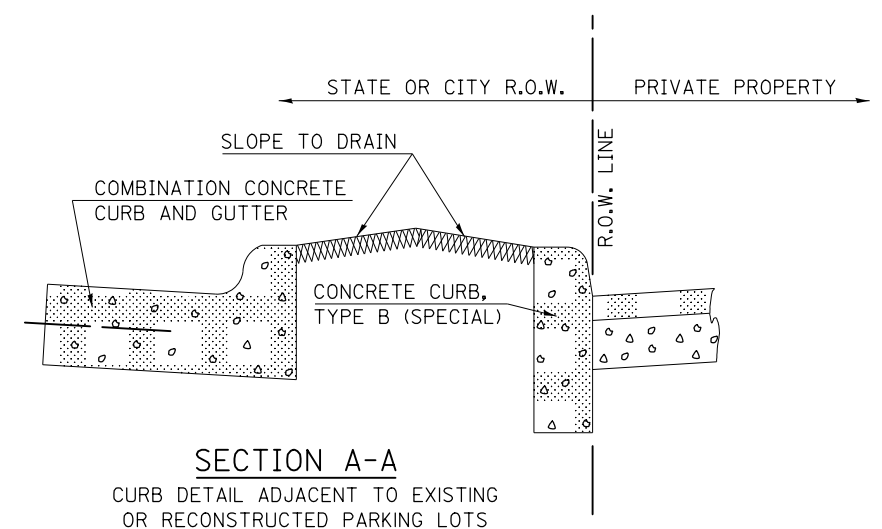 STATE OR CITY R.O.W.
PRIVATE PROPERTY
SLOPE TO DRAIN
R.O.W. LINE
COMBINATION CONCRETE
CURB AND GUTTER
CONCRETE CURB,
TYPE B (SPECIAL)
SECTION A-A
CURB DETAIL ADJACENT TO EXISTING
OR RECONSTRUCTED PARKING LOTS